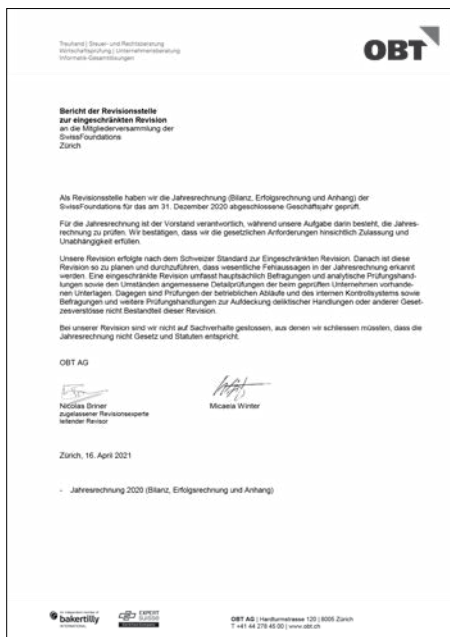 Treuhand | Steuer- und Rechtsberatung
Wirtschaftsprüfung | Unternehmensberatung
Informatik-Gesamtlösungen
OBT
Bericht der Revisionsstelle
zur eingeschränkten Revision
an die Mitgliederversammlung der
SwissFoundations
Zürich
Als Revisionsstelle haben wir die Jahresrechnung (Bilanz, Erfolgsrechnung und Anhang) der
SwissFoundations für das am 31. Dezember 2020 abgeschlossene Geschäftsjahr geprüft.
Für die Jahresrechnung ist der Vorstand verantwortlich, während unsere Aufgabe darin besteht, die Jahres-
rechnung zu prüfen. Wir bestätigen, dass wir die gesetzlichen Anforderungen hinsichtlich Zulassung und
Unabhängigkeit erfüllen.
Unsere Revision erfolgte nach dem Schweizer Standard zur Eingeschränkten Revision. Danach ist diese
Revision so zu planen und durchzuführen, dass wesentliche Fehlaussagen in der Jahresrechnung erkannt
werden. Eine eingeschränkte Revision umfasst hauptsächlich Befragungen und analytische Prüfungshand-
lungen sowie den Umständen angemessene Detailprüfungen der beim geprüften Unternehmen vorhande-
nen Unterlagen. Dagegen sind Prüfungen der betrieblichen Abläufe und des internen Kontrollsystems sowie
Befragungen und weitere Prüfungshandlungen zur Aufdeckung deliktischer Handlungen oder anderer Geset-
zesverstösse nicht Bestandteil dieser Revision.
Bei unserer Revision sind wir nicht auf Sachverhalte gestossen, aus denen wir schliessen müssten, dass die
Jahresrechnung nicht Gesetz und Statuten entspricht.
OBT AG
Nicolas Briner
zugelassener Revisionsexperte
leitender Revisor
Micaela Winter
Zürich, 16. April 2021
- Jahresrechnung 2020 (Bilanz, Erfolgsrechnung und Anhang)
bakertilly
INTERNATIONAL
EXPERT
SUISSE
OBT AG | Hardturmstrasse 120 | 8005 Zürich
T +41 44 278 45 00 | www.obt.ch